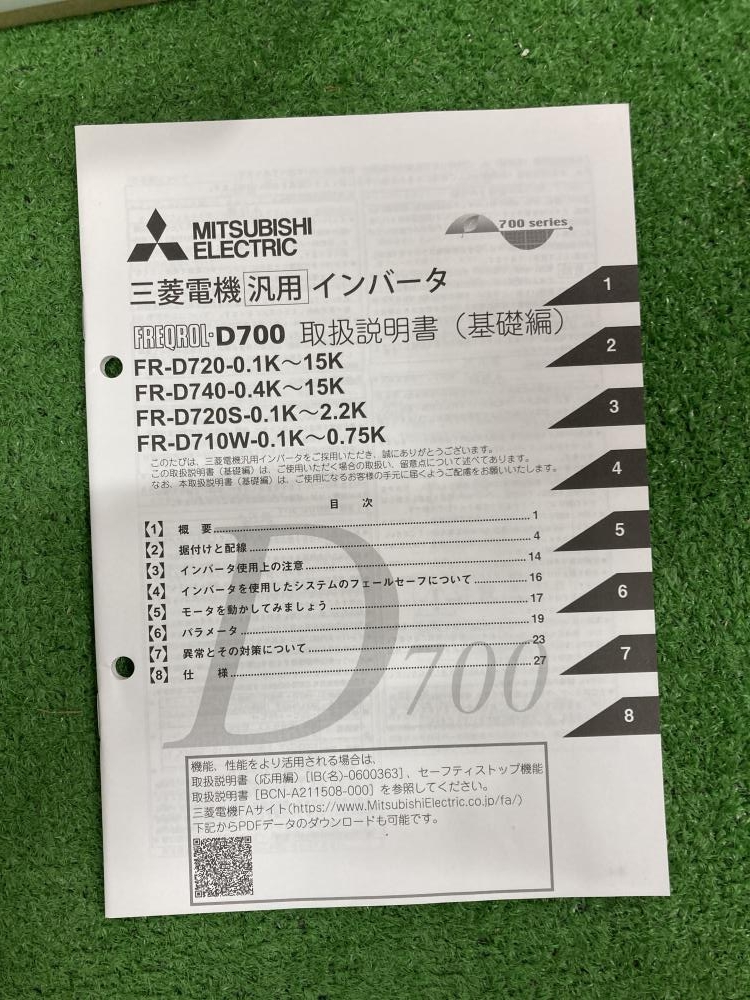 MITSUBISHI
ELECTRIC
700 series
三菱電機 汎用 インバータ
FREQROL-D700 取扱説明書（基礎編）
FR-D720-0.1K～15K
FR-D740-0.4K～15K
FR-D720S-0.1K～2.2K
FR-D710W-0.1K～0.75K
このたびは、三菱電機汎用インバータをご採用いただき、誠にありがとうございます。
この取扱説明書（基礎編）は、ご使用いただく場合の取扱い、留意点について述べてあります。
なお、本取扱説明書（基礎編）は、ご使用になるお客様の手元に届くようご配慮をお願いいたします。
目 次
【1】 概 要 1
【2】 据付けと配線 4
【3】 インバータ使用上の注意 14
【4】 インバータを使用したシステムのフェールセーフについて 16
【5】 モータを動かしてみましょう 17
【6】 パラメータ 19
【7】 異常とその対策について 23
【8】 仕 様 27
D700
機能、性能をより活用される場合は、
取扱説明書（応用編）[IB(名)-0600363]、セーフティストップ機能
取扱説明書 [BCN-A211508-000] を参照してください。
三菱電機FAサイト(https://www.MitsubishiElectric.co.jp/fa/)
下記からPDFデータのダウンロードも可能です。
1
2
3
4
5
6
7
8